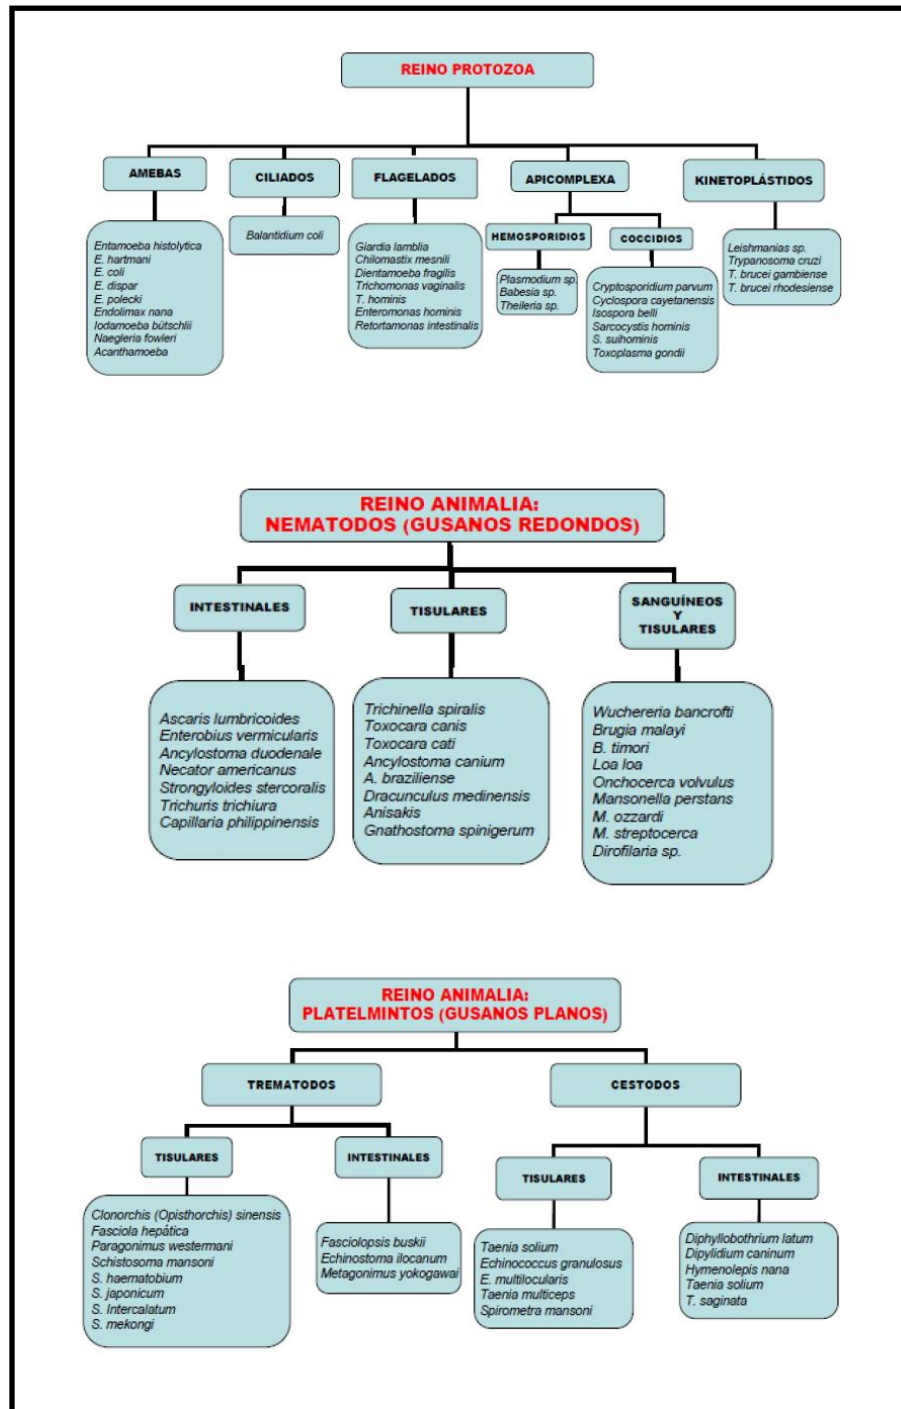 REINO PROTOZOA
AMEBAS
Entamoeba histolytica
E. hartmani
E. coli
E. dispar
E. polecki
Endolimax nana
Iodamoeba bütschlii
Naegleria fowleri
Acanthamoeba
CILIADOS
Balantidium coli
FLAGELADOS
Giardia lamblia
Chilomastix mesnili
Dientamoeba fragilis
Trichomonas vaginalis
T. hominis
Enteromonas hominis
Retortamonas intestinalis
APICOMPLEXA
HEMOSPORIDIOS
Plasmodium sp.
Babesia sp.
Theileria sp.
COCCIDIOS
Cryptosporidium parvum
Cyclospora cayetanensis
Isospora belli
Sarcocystis hominis
S. suihominis
Toxoplasma gondii
KINETOPLÁSTIDOS
Leishmanias sp.
Trypanosoma cruzi
T. brucei gambiense
T. brucei rhodesiense
REINO ANIMALIA:
NEMATODOS (GUSANOS REDONDOS)
INTESTINALES
Ascaris lumbricoides
Enterobius vermicularis
Ancylostoma duodenale
Necator americanus
Strongyloides stercoralis
Trichuris trichiura
Capillaria philippinensis
TISULARES
Trichinella spiralis
Toxocara canis
Toxocara cati
Ancylostoma canium
A. braziliense
Dracunculus medinensis
Anisakis
Gnathostoma spinigerum
SANGUÍNEOS
Y
TISULARES
Wuchereria bancrofti
Brugia malayi
B. timori
Loa loa
Onchocerca volvulus
Mansonella perstans
M. ozzardi
M. streptocerca
Dirofilaria sp.
REINO ANIMALIA:
PLATELMINTOS (GUSANOS PLANOS)
TREMATODOS
TISULARES
Clonorchis (Opisthorchis) sinensis
Fasciola hepática
Paragonimus westermani
Schistosoma mansoni
S. haematobium
S. japonicum
S. Intercalatum
S. mekongi
INTESTINALES
Fasciolopsis buskii
Echinostoma ilocanum
Metagonimus yokogawai
CESTODOS
TISULARES
Taenia solium
Echinococcus granulosus
E. multilocularis
Taenia multiceps
Spirometra mansoni
INTESTINALES
Diphyllobothrium latum
Dipylidium caninum
Hymenolepis nana
Taenia solium
T. saginata